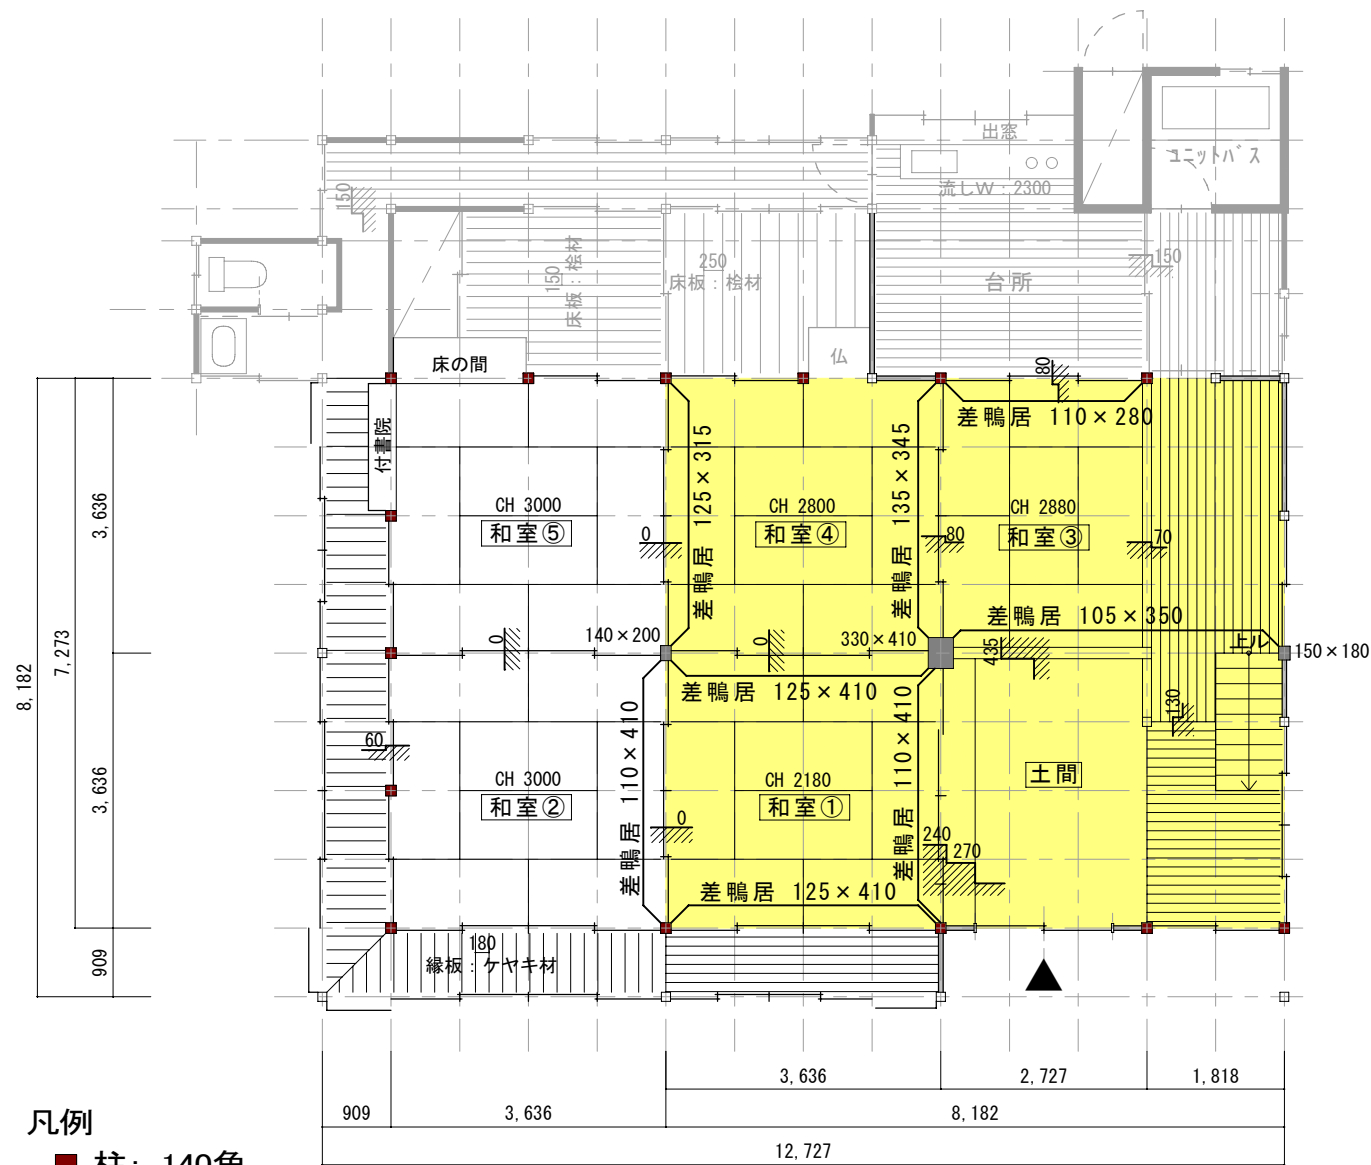 出窓
ユニットバス
流しW：2300
150
150
床板：桧材
250
床板：桧材
台所
150
仏
床の間
80
差鴨居 110×280
付書院
差鴨居 125×315
差鴨居 135×345
CH 3000
和室⑤
CH 2800
和室④
CH 2880
和室③
0
80
70
3,636
7,273
8,182
差鴨居 105×350
0
140×200
0
330×410
435
上ル
150×180
差鴨居 125×410
130
60
差鴨居 110×410
差鴨居 110×410
CH 3000
和室②
CH 2180
和室①
土間
3,636
0
240
270
差鴨居 125×410
180
縁板：ケヤキ材
909
3,636
2,727
1,818
909
3,636
8,182
12,727
凡例
柱: 140角